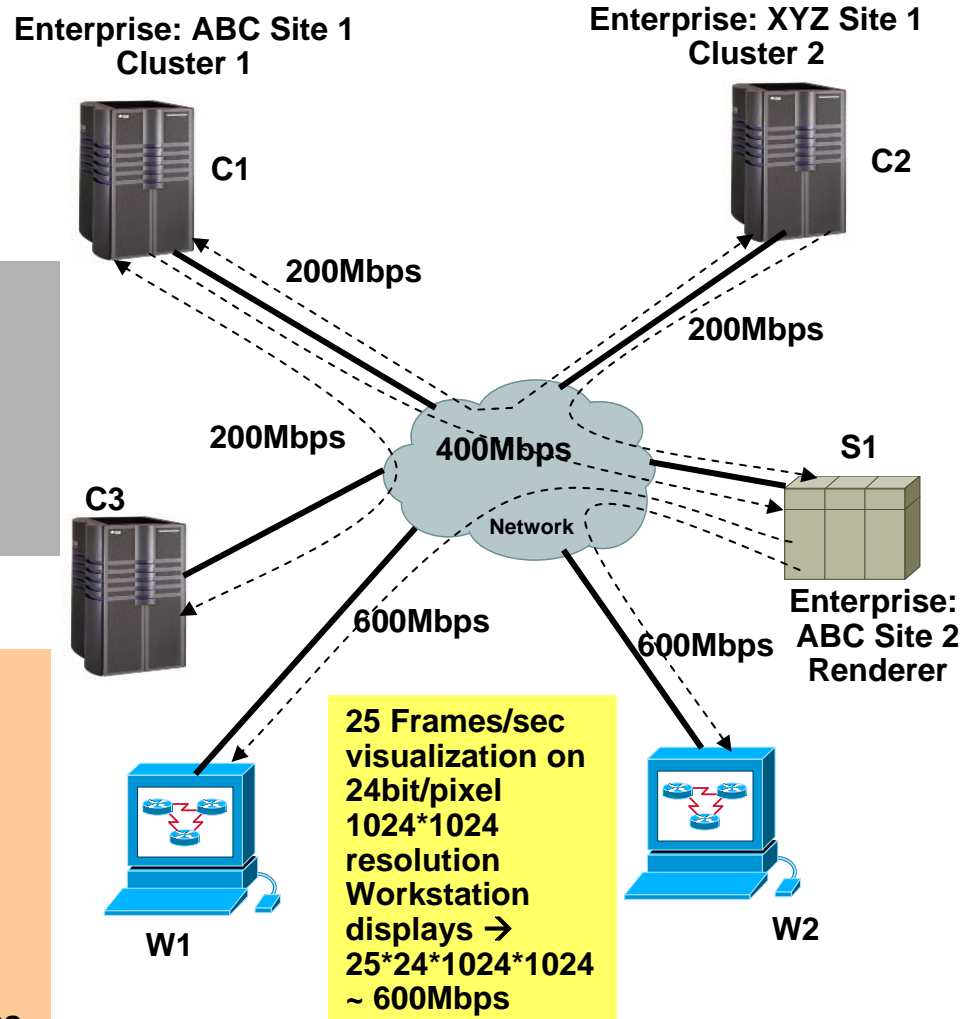 Enterprise: ABC Site 1
Cluster 1
Enterprise: XYZ Site 1
Cluster 2
C1
C2
200Mbps
200Mbps
200Mbps
400Mbps
S1
C3
Network
Enterprise:
ABC Site 2
Renderer
600Mbps
600Mbps
25 Frames/sec
visualization on
24bit/pixel
1024*1024
resolution
Workstation
displays →
25*24*1024*1024
~ 600Mbps
W1
W2